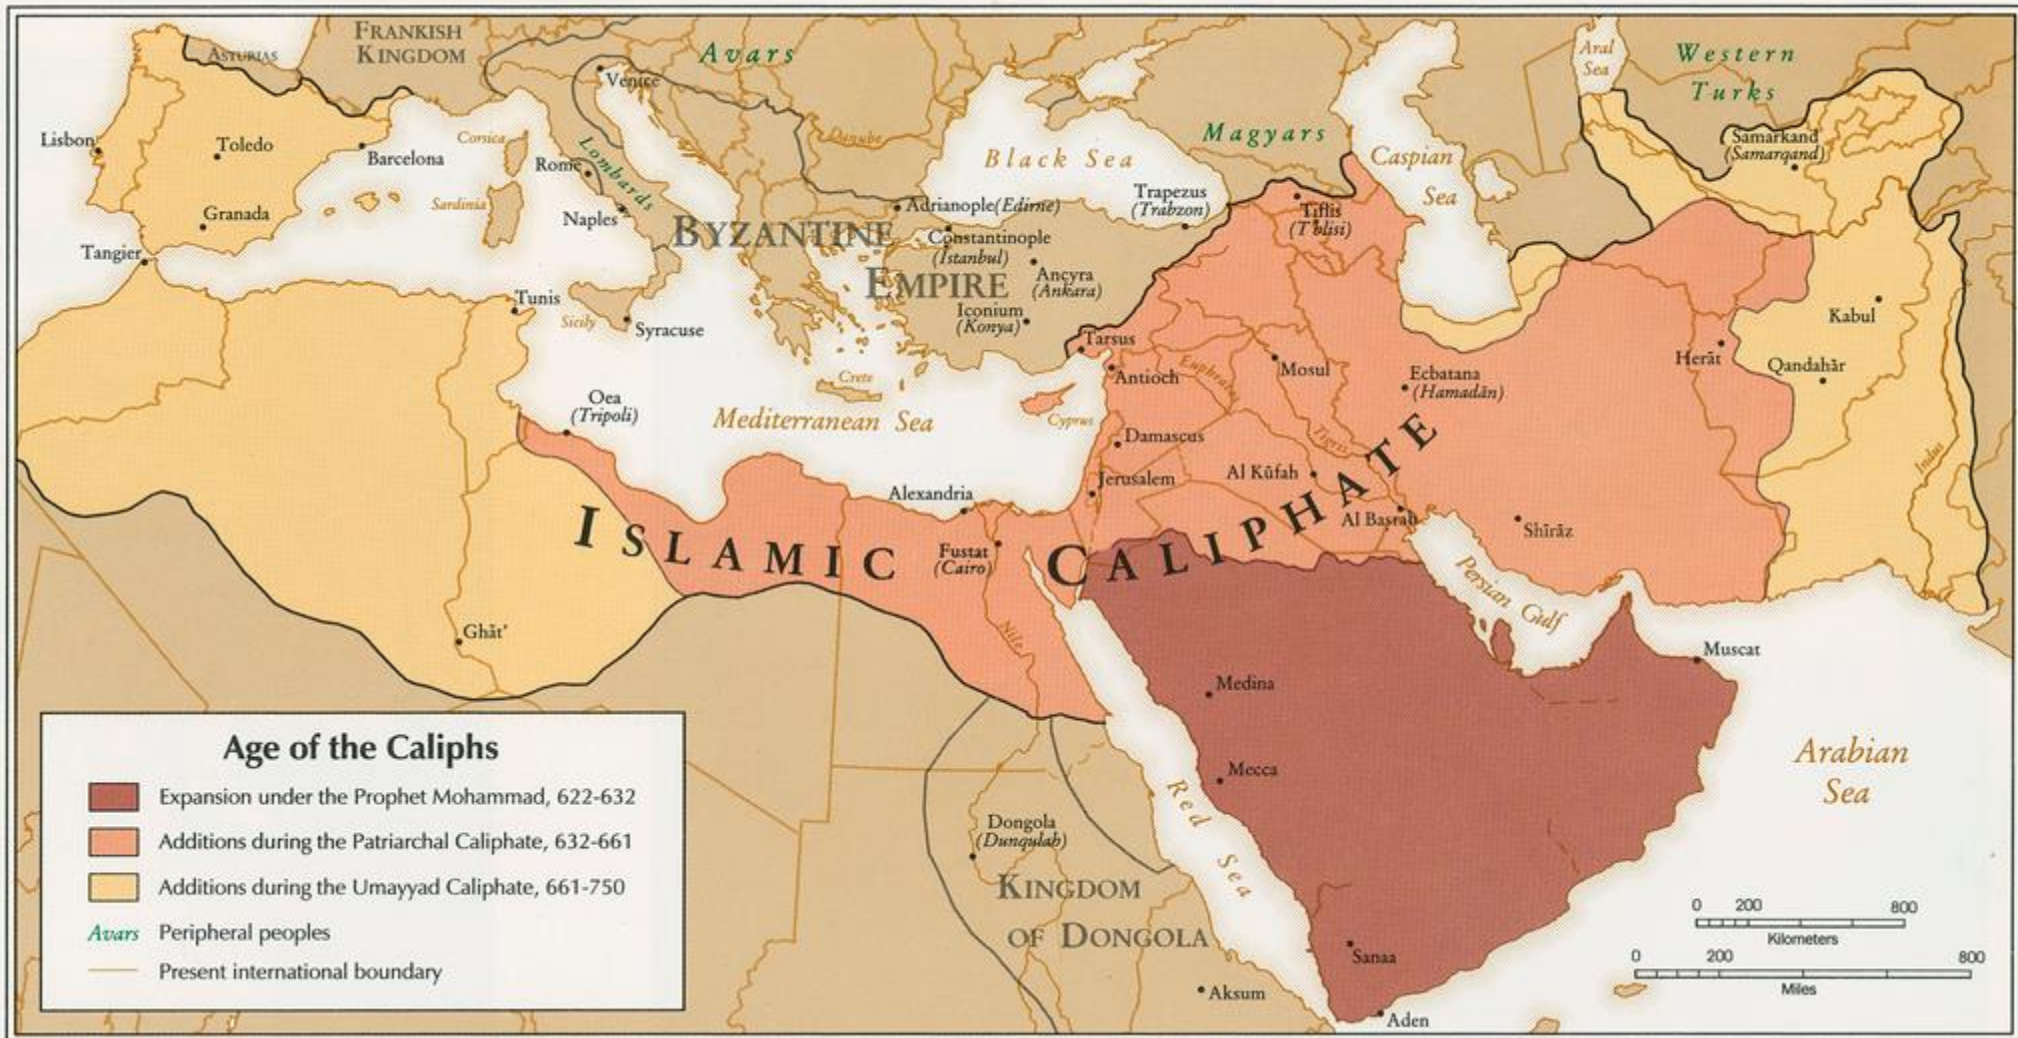 FRANKISH
KINGDOM
ASTURIAS
Avars
Venice
Aral
Sea
Western
Turks
Lisbon
Toledo
Barcelona
Corsica
Rome
Lombards
Danube
Black Sea
Magyars
Caspian
Sea
Samarkand
(Samarqand)
Granada
Sardinia
Naples
BYZANTINE
EMPIRE
Adrianople(Edirne)
Trapezus
(Trabzon)
Tiflis
(T'blisi)
Tangier
Constantinople
(İstanbul)
Ancyra
(Ankara)
Iconium
(Konya)
Tunis
Sicily
Syracuse
Kabul
Tarsus
Antioch
Euphrates
Mosul
Ecbatana
(Hamadān)
Herāt
Qandahār
Oea
(Tripoli)
Crete
Mediterranean Sea
Cyprus
Damascus
Tigris
Jerusalem
Al Kūfah
Indus
Alexandria
Al Baṣrah
Shīrāz
ISLAMIC CALIPHATE
Fustat
(Cairo)
Persian Gulf
Ghāt'
Nile
Muscat
Medina
Mecca
Red Sea
Arabian
Sea
Dongola
(Dunqulah)
KINGDOM
OF DONGOLA
Sanaa
Aksum
Aden
Age of the Caliphs
Expansion under the Prophet Mohammad, 622-632
Additions during the Patriarchal Caliphate, 632-661
Additions during the Umayyad Caliphate, 661-750
Avars Peripheral peoples
Present international boundary
0 200 800
Kilometers
0 200 800
Miles